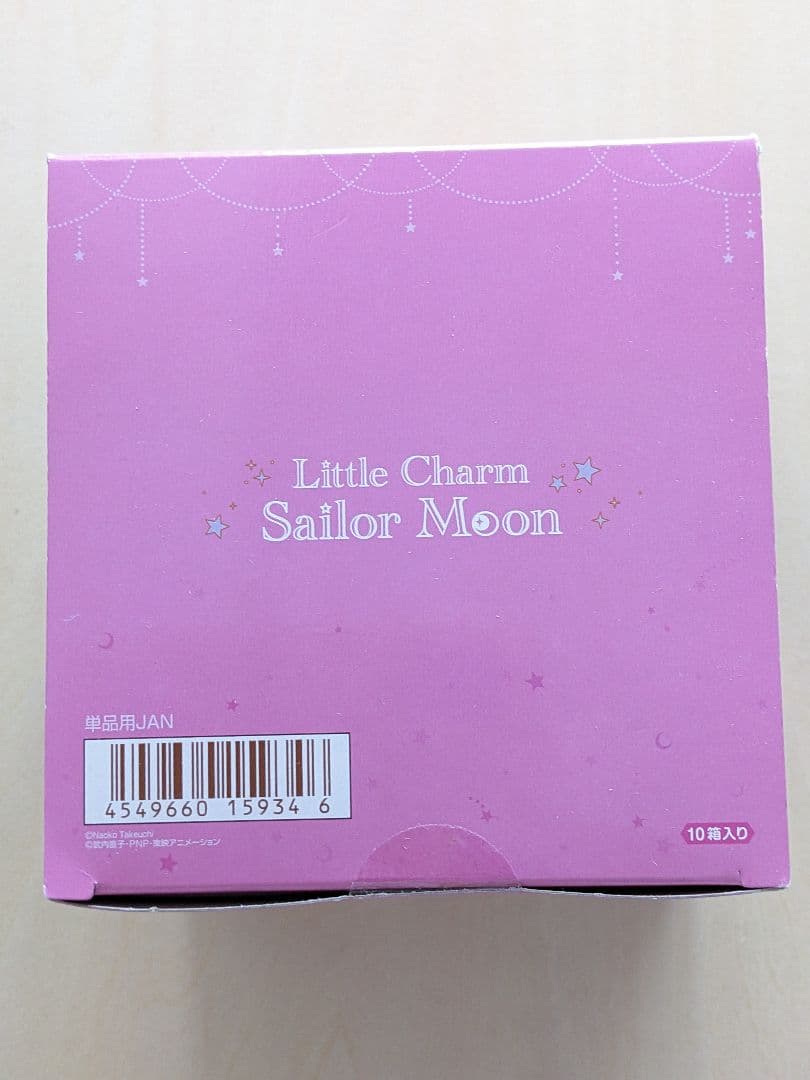 Little Charm
Sailor Moon
単品用JAN
4549660 15934 6
©Naoko Takeuchi
©武内直子・PNP・東映アニメーション
10箱入り